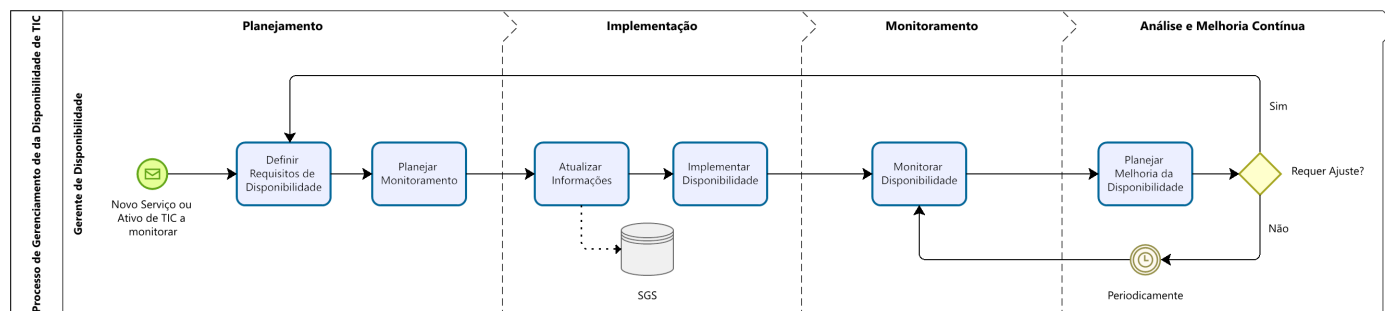 Processo de Gerenciamento de da Disponibilidade de TIC
Gerente de Disponibilidade
Planejamento
Implementação
Monitoramento
Análise e Melhoria Contínua
Sim
Definir
Requisitos de
Disponibilidade
Planejar
Monitoramento
Atualizar
Informações
Implementar
Disponibilidade
Monitorar
Disponibilidade
Planejar
Melhoria da
Disponibilidade
Requer Ajuste?
Novo Serviço ou
Ativo de TIC a
monitorar
Não
SGS
Periodicamente